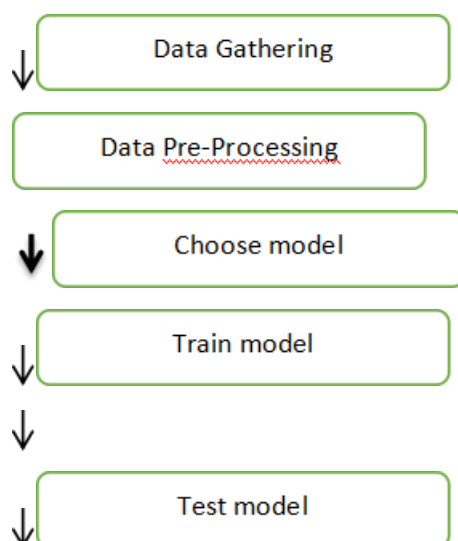 Data Gathering
Data Pre-Processing
Choose model
Train model
Test model